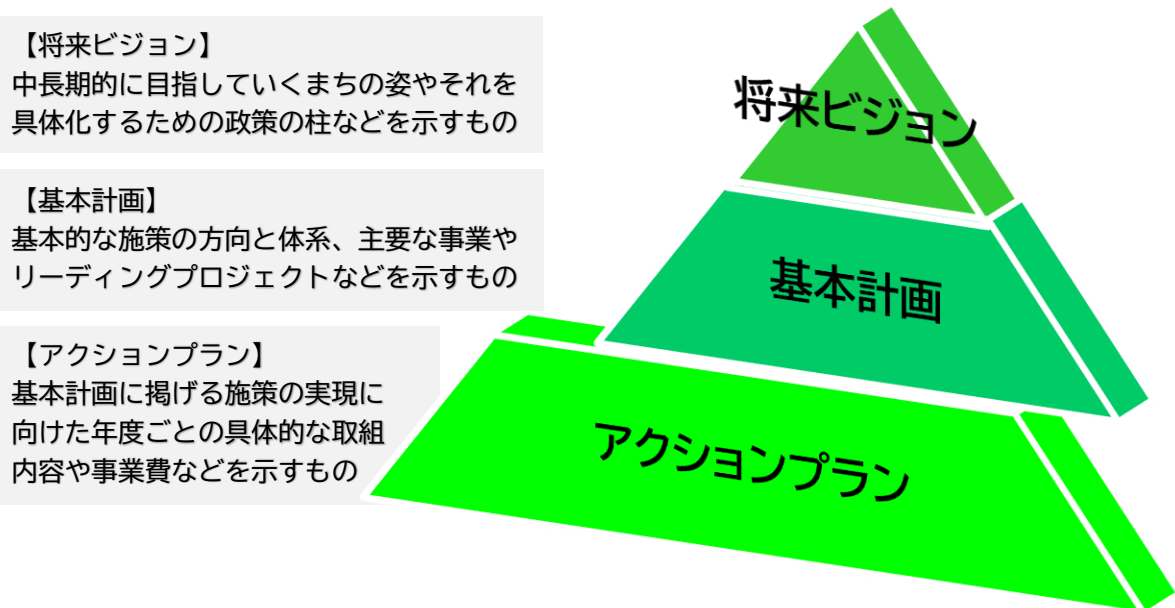 【将来ビジョン】
中長期的に目指していくまちの姿やそれを
具体化するための政策の柱などを示すもの
【基本計画】
基本的な施策の方向と体系、主要な事業や
リーディングプロジェクトなどを示すもの
【アクションプラン】
基本計画に掲げる施策の実現に
向けた年度ごとの具体的な取組
内容や事業費などを示すもの
将来ビジョン
基本計画
アクションプラン